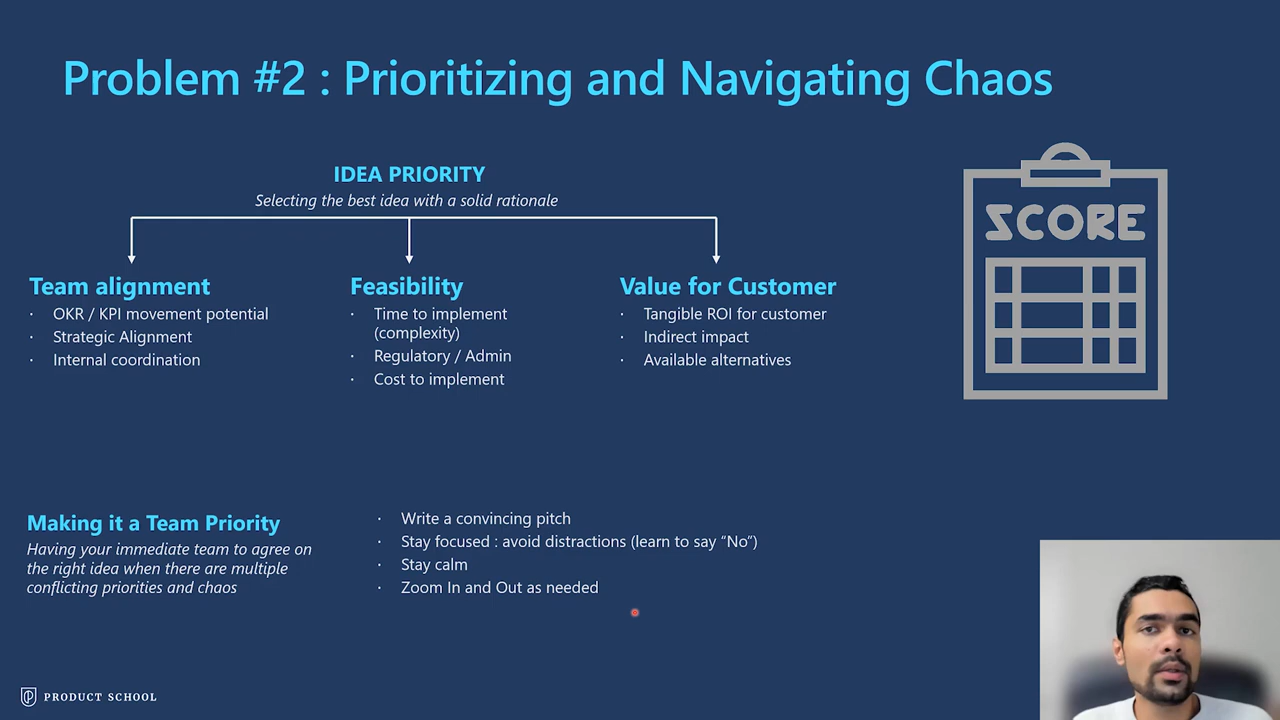 Problem #2 : Prioritizing and Navigating Chaos
IDEA PRIORITY
Selecting the best idea with a solid rationale
Team alignment
· OKR / KPI movement potential
· Strategic Alignment
· Internal coordination
Feasibility
· Time to implement
(complexity)
· Regulatory / Admin
· Cost to implement
Value for Customer
· Tangible ROI for customer
· Indirect impact
· Available alternatives
SCORE
Making it a Team Priority
Having your immediate team to agree on
the right idea when there are multiple
conflicting priorities and chaos
· Write a convincing pitch
· Stay focused : avoid distractions (learn to say “No”)
· Stay calm
· Zoom In and Out as needed
PRODUCT SCHOOL